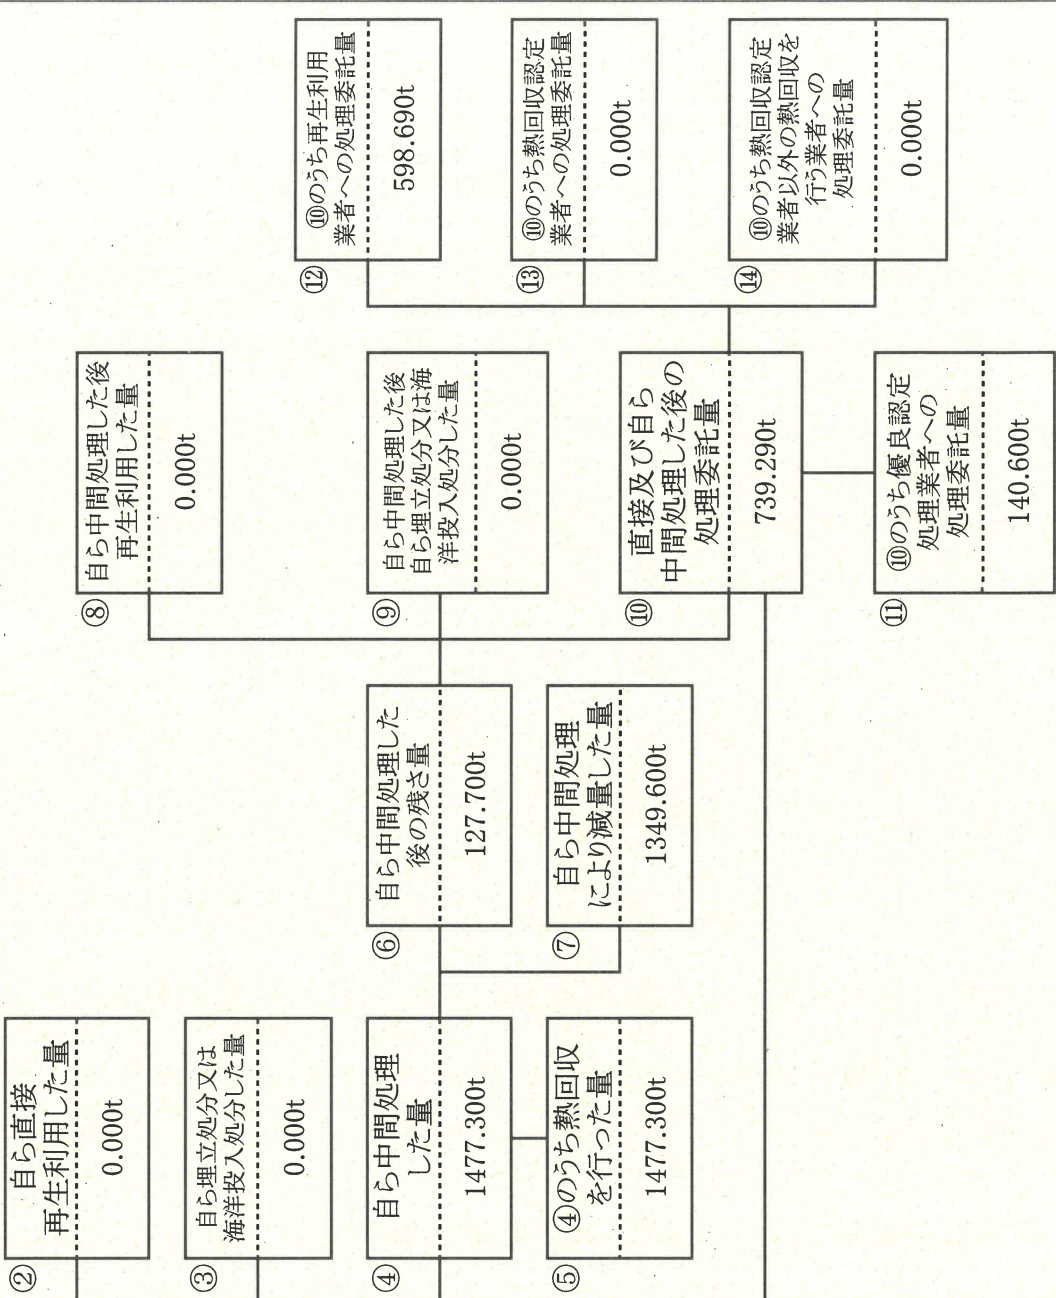 ②
自ら直接
再生利用した量
0.000t
③
自ら埋立処分又は
海洋投入処分した量
0.000t
④
自ら中間処理
した量
1477.300t
⑤
④のうち熱回収
を行った量
1477.300t
⑥
自ら中間処理した
後の残さ量
127.700t
⑦
自ら中間処理
により減量した量
1349.600t
⑧
自ら中間処理した後
再生利用した量
0.000t
⑨
自ら中間処理した後
自ら埋立処分又は海
洋投入処分した量
0.000t
⑩
直接及び自ら
中間処理した後の
処理委託量
739.290t
⑪
⑩のうち優良認定
処理業者への
処理委託量
140.600t
⑫
⑩のうち再生利用
業者への処理委託量
598.690t
⑬
⑩のうち熱回収認定
業者への処理委託量
0.000t
⑭
⑩のうち熱回収認定
業者以外の熱回収を
行う業者への
処理委託量
0.000t